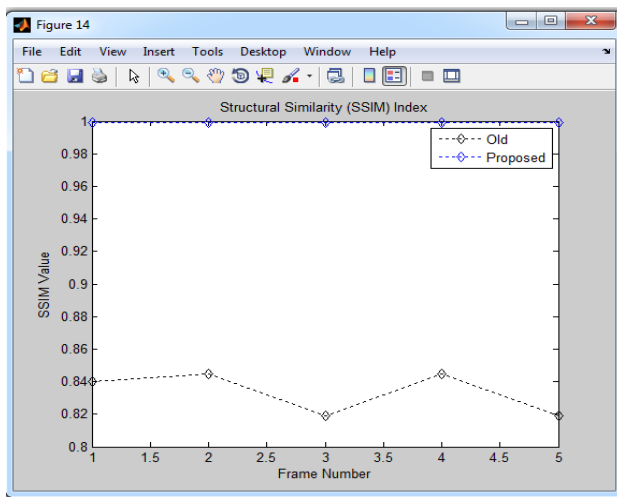 Figure 14
File Edit View Insert Tools Desktop Window Help
Structural Similarity (SSIM) Index
Old
Proposed
1
0.98
0.96
0.94
0.92
0.9
0.88
0.86
0.84
0.82
0.8
SSIM Value
1 1.5 2 2.5 3 3.5 4 4.5 5
Frame Number